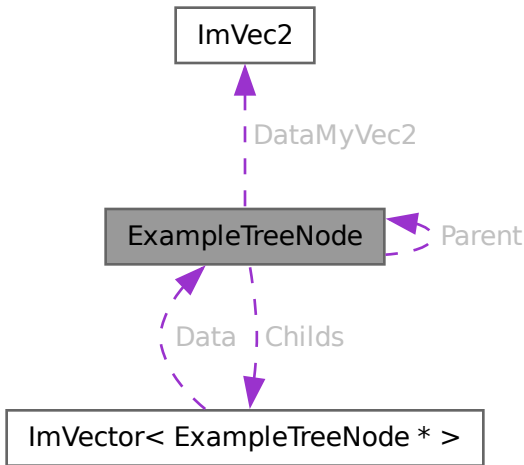 ImVec2
DataMyVec2
ExampleTreeNode
Parent
Data
Childs
ImVector< ExampleTreeNode * >